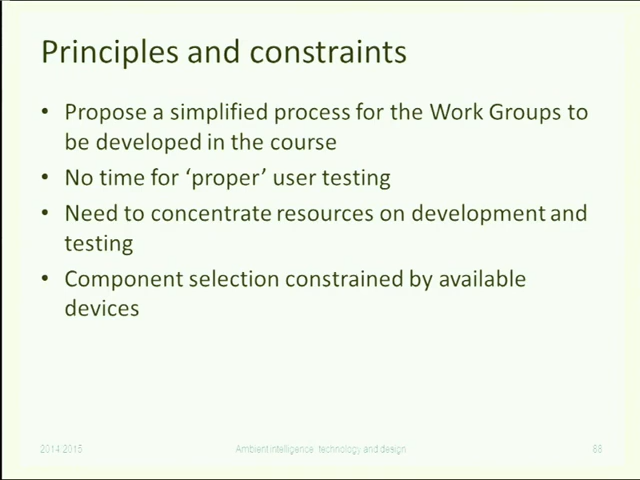 Principles and constraints
• Propose a simplified process for the Work Groups to
be developed in the course
• No time for ‘proper’ user testing
• Need to concentrate resources on development and
testing
• Component selection constrained by available
devices
2014:2015 Ambient intelligence technology and design 88